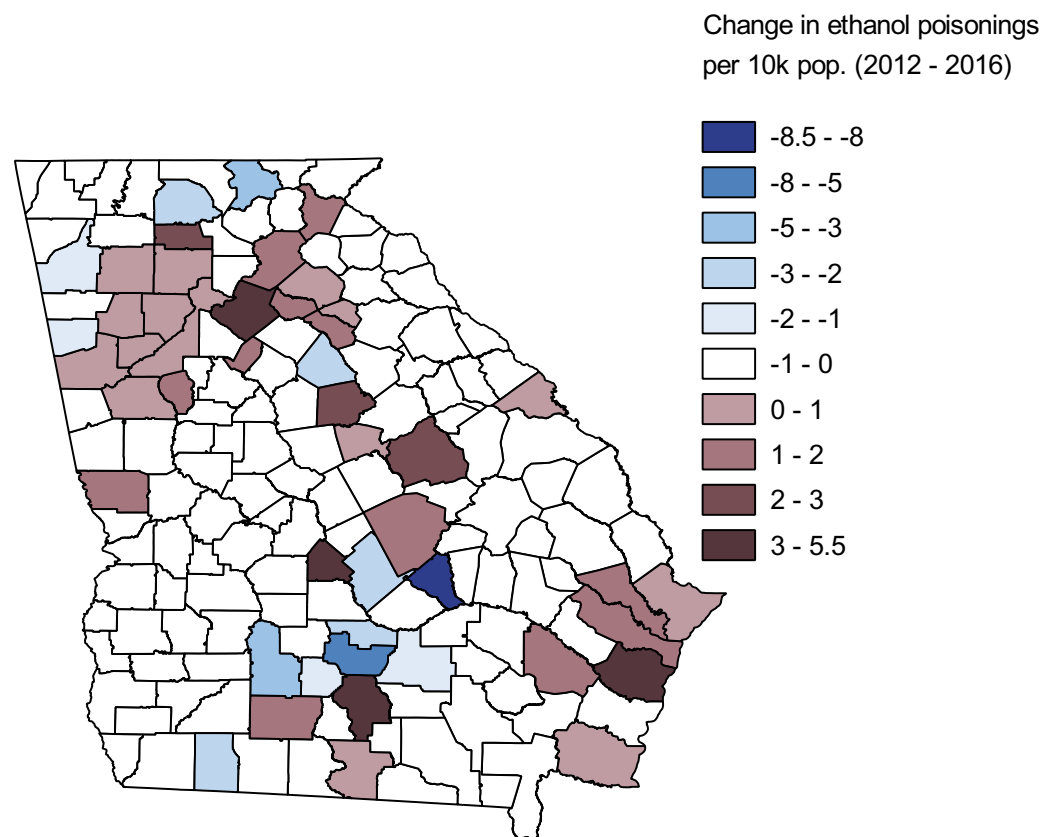 Change in ethanol poisonings
per 10k pop. (2012 - 2016)
-8.5 - -8
-8 - -5
-5 - -3
-3 - -2
-2 - -1
-1 - 0
0 - 1
1 - 2
2 - 3
3 - 5.5